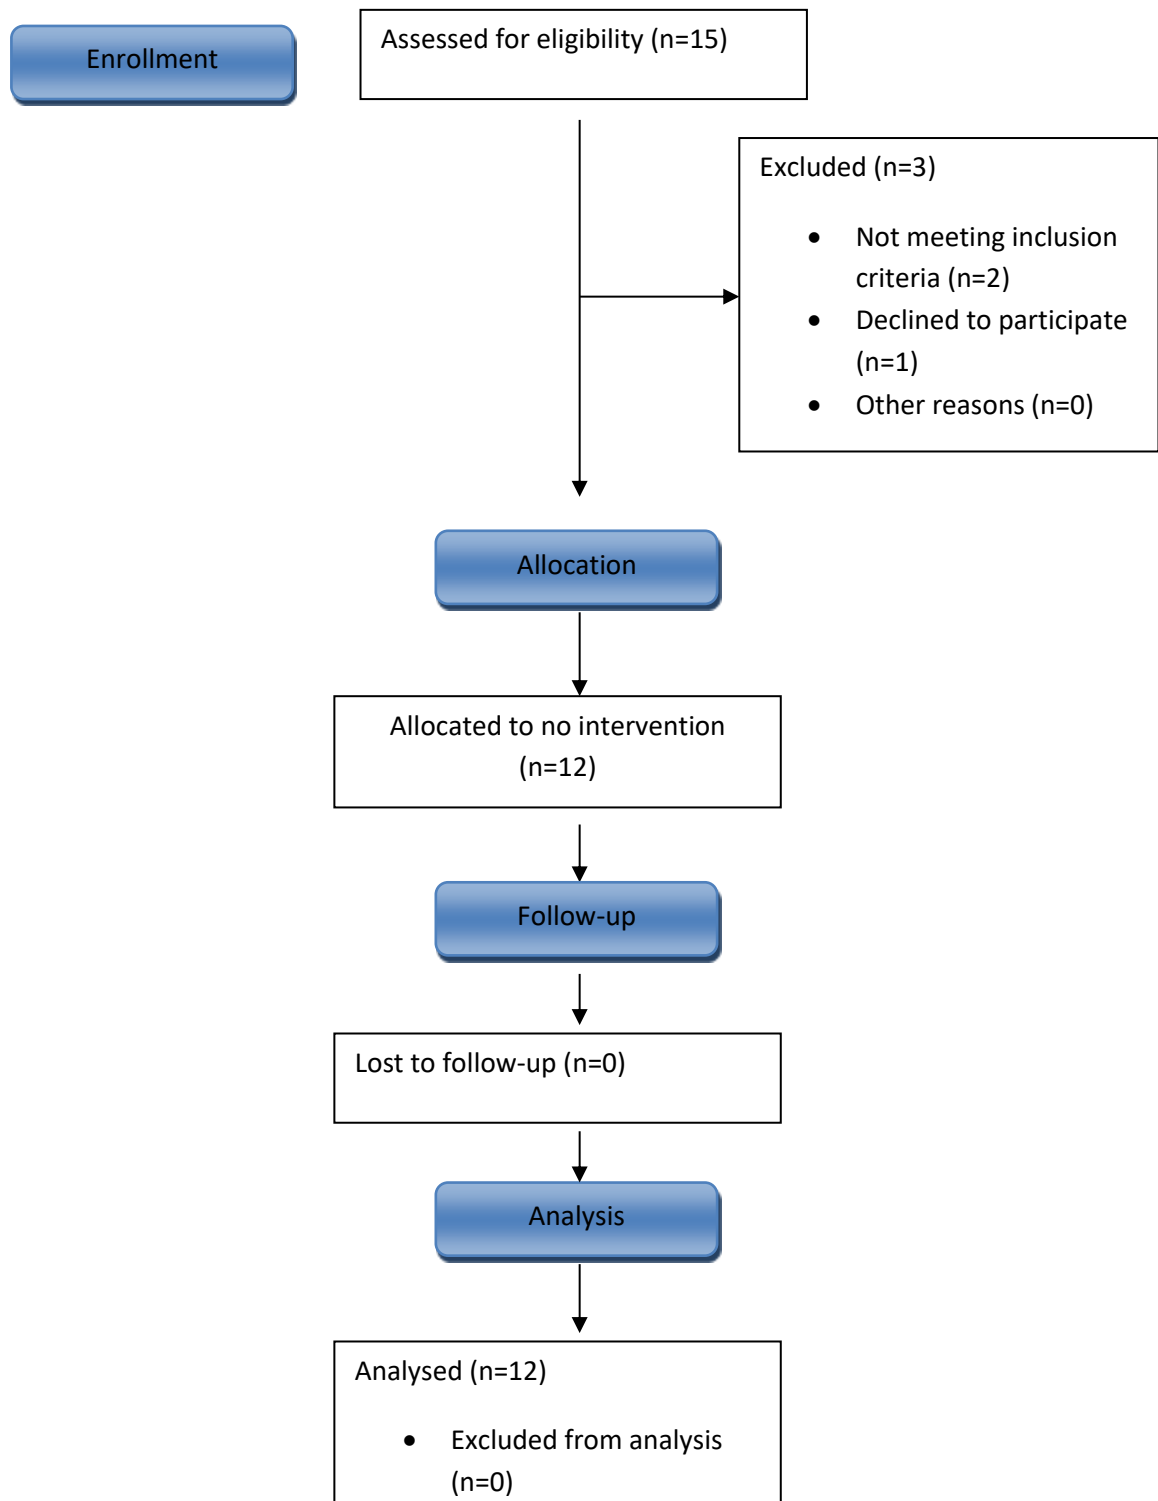 Enrollment
Assessed for eligibility (n=15)
Excluded (n=3)
• Not meeting inclusion
criteria (n=2)
• Declined to participate
(n=1)
• Other reasons (n=0)
Allocation
Allocated to no intervention
(n=12)
Follow-up
Lost to follow-up (n=0)
Analysis
Analysed (n=12)
• Excluded from analysis
(n=0)